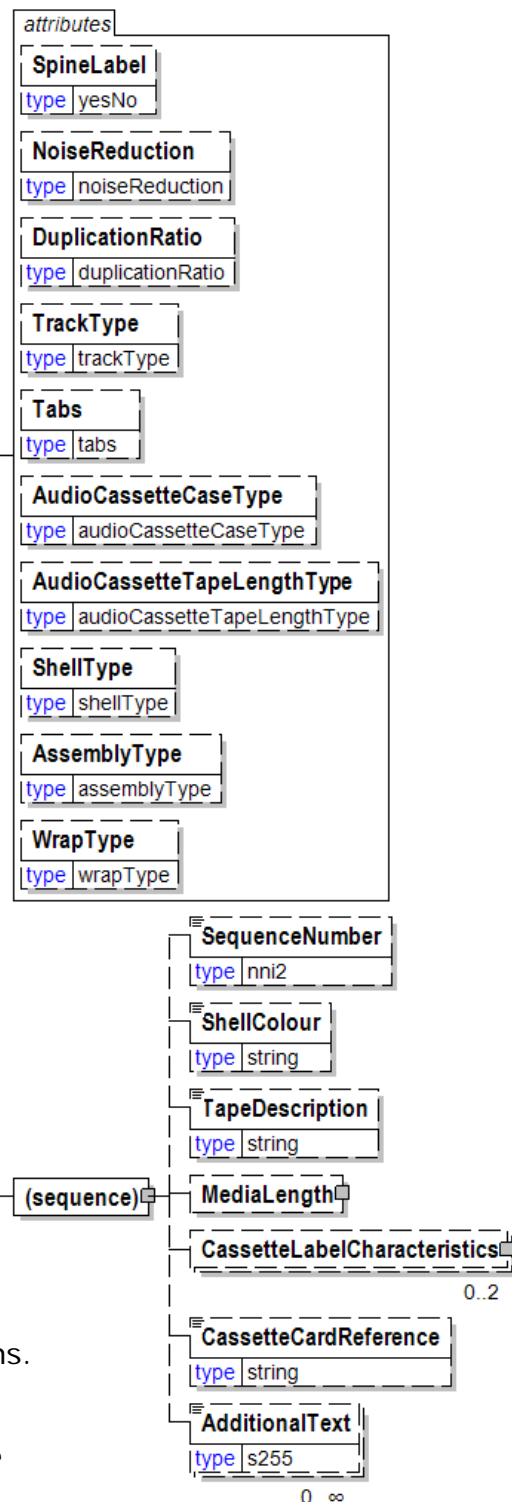 attributes
SpineLabel
type yesNo
NoiseReduction
type noiseReduction
DuplicationRatio
type duplicationRatio
TrackType
type trackType
Tabs
type tabs
AudioCassetteCaseType
type audioCassetteCaseType
AudioCassetteTapeLengthType
type audioCassetteTapeLengthType
ShellType
type shellType
AssemblyType
type assemblyType
WrapType
type wrapType
SequenceNumber
type nni2
ShellColour
type string
TapeDescription
type string
(sequence)
MediaLength
CassetteLabelCharacteristics
0..2
CassetteCardReference
type string
AdditionalText
type s255
0..∞